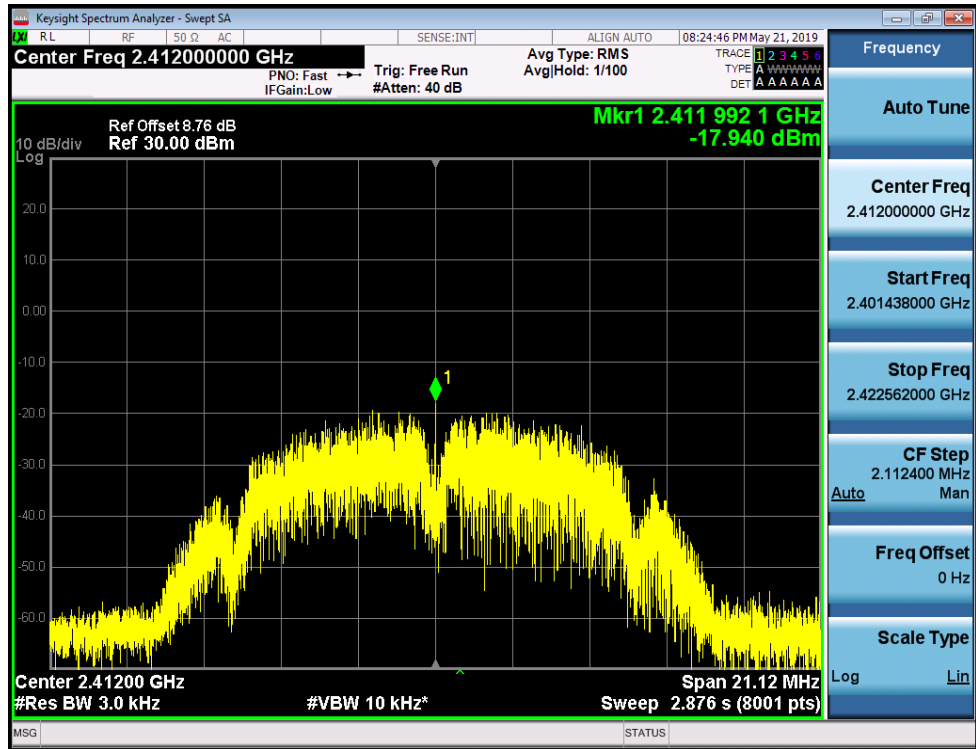 Keysight Spectrum Analyzer - Swept SA
LXI RL RF 50 Ω AC SENSE:INT ALIGN AUTO 08:24:46 PM May 21, 2019
Center Freq 2.412000000 GHz
PNO: Fast
IFGain:Low
Trig: Free Run
#Atten: 40 dB
Avg Type: RMS
Avg|Hold: 1/100
TRACE 1 2 3 4 5 6
TYPE A WWWWW
DET A A A A A A
Mkr1 2.411 992 1 GHz
-17.940 dBm
Ref Offset 8.76 dB
10 dB/div Ref 30.00 dBm
Log
20.0
10.0
0.00
-10.0
-20.0
-30.0
-40.0
-50.0
-60.0
1
Center 2.41200 GHz Span 21.12 MHz
#Res BW 3.0 kHz #VBW 10 kHz* Sweep 2.876 s (8001 pts)
MSG STATUS
Frequency
Auto Tune
Center Freq
2.412000000 GHz
Start Freq
2.401438000 GHz
Stop Freq
2.422562000 GHz
CF Step
2.112400 MHz
Auto Man
Freq Offset
0 Hz
Scale Type
Log Lin